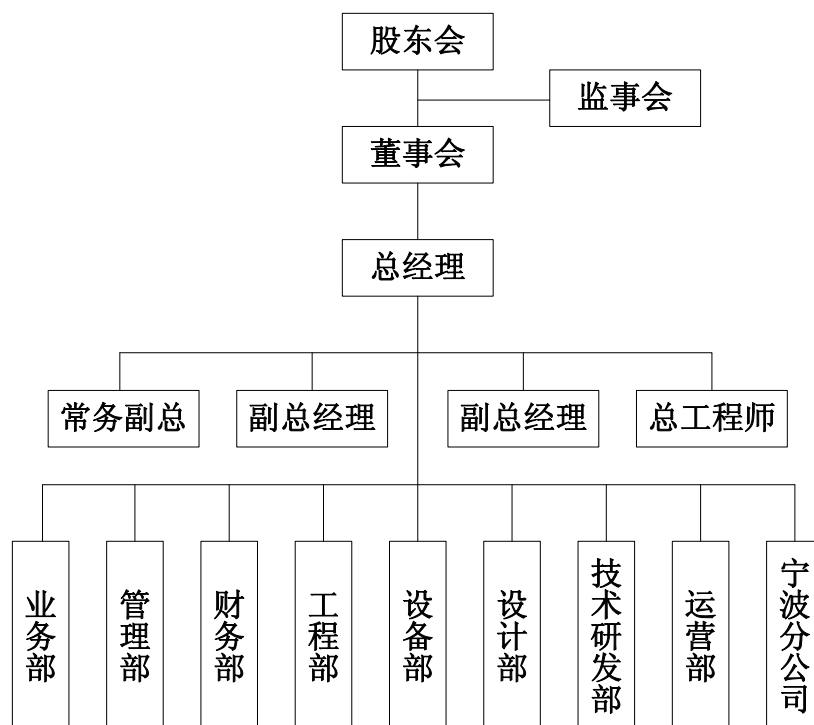 股东会
监事会
董事会
总经理
常务副总
副总经理
副总经理
总工程师
业务部
管理部
财务部
工程部
设备部
设计部
技术研发部
运营部
宁波分公司